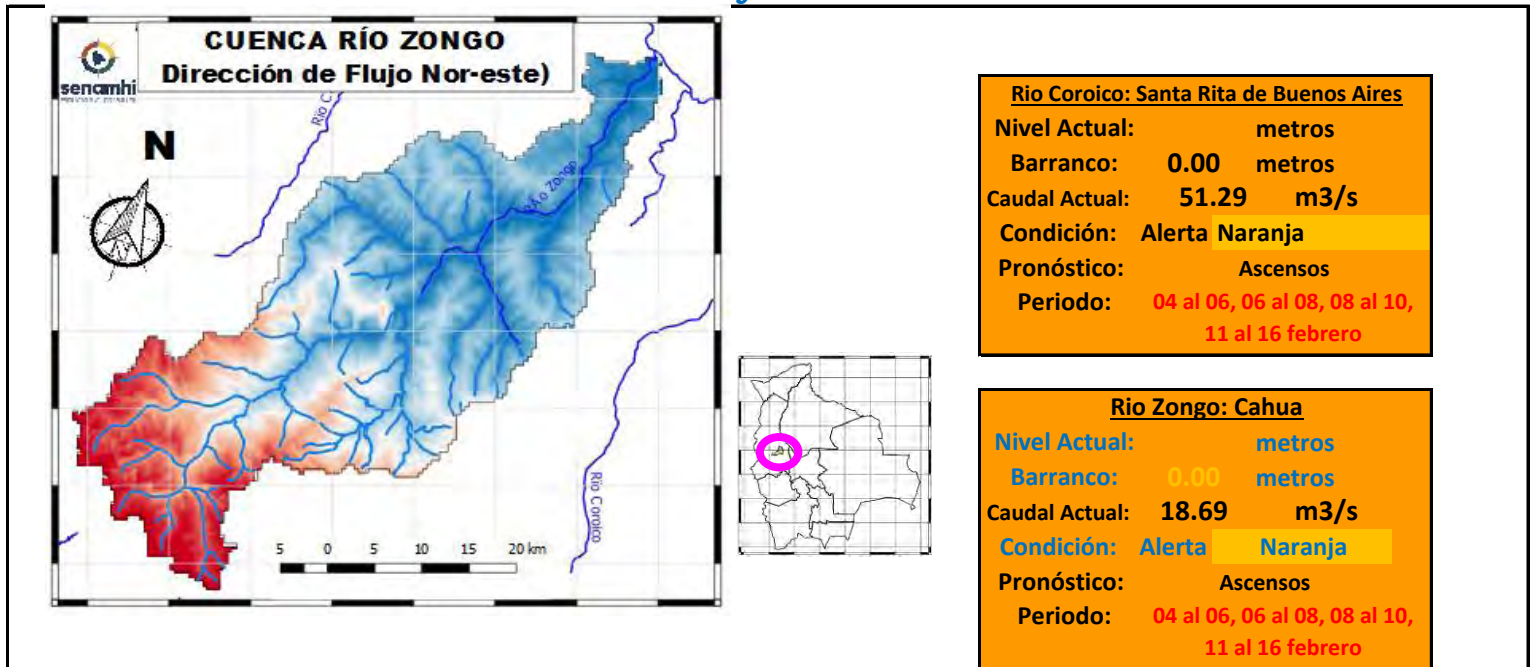 CUENCA RÍO ZONGO
Dirección de Flujo Nor-este)
senamhi
N
Río C
RÃ­o Zongo
Río Coroico
5 0 5 10 15 20 km
Rio Coroico: Santa Rita de Buenos Aires
Nivel Actual: metros
Barranco: 0.00 metros
Caudal Actual: 51.29 m3/s
Condición: Alerta Naranja
Pronóstico: Ascensos
Periodo: 04 al 06, 06 al 08, 08 al 10,
11 al 16 febrero
Rio Zongo: Cahua
Nivel Actual: metros
Barranco: 0.00 metros
Caudal Actual: 18.69 m3/s
Condición: Alerta Naranja
Pronóstico: Ascensos
Periodo: 04 al 06, 06 al 08, 08 al 10,
11 al 16 febrero